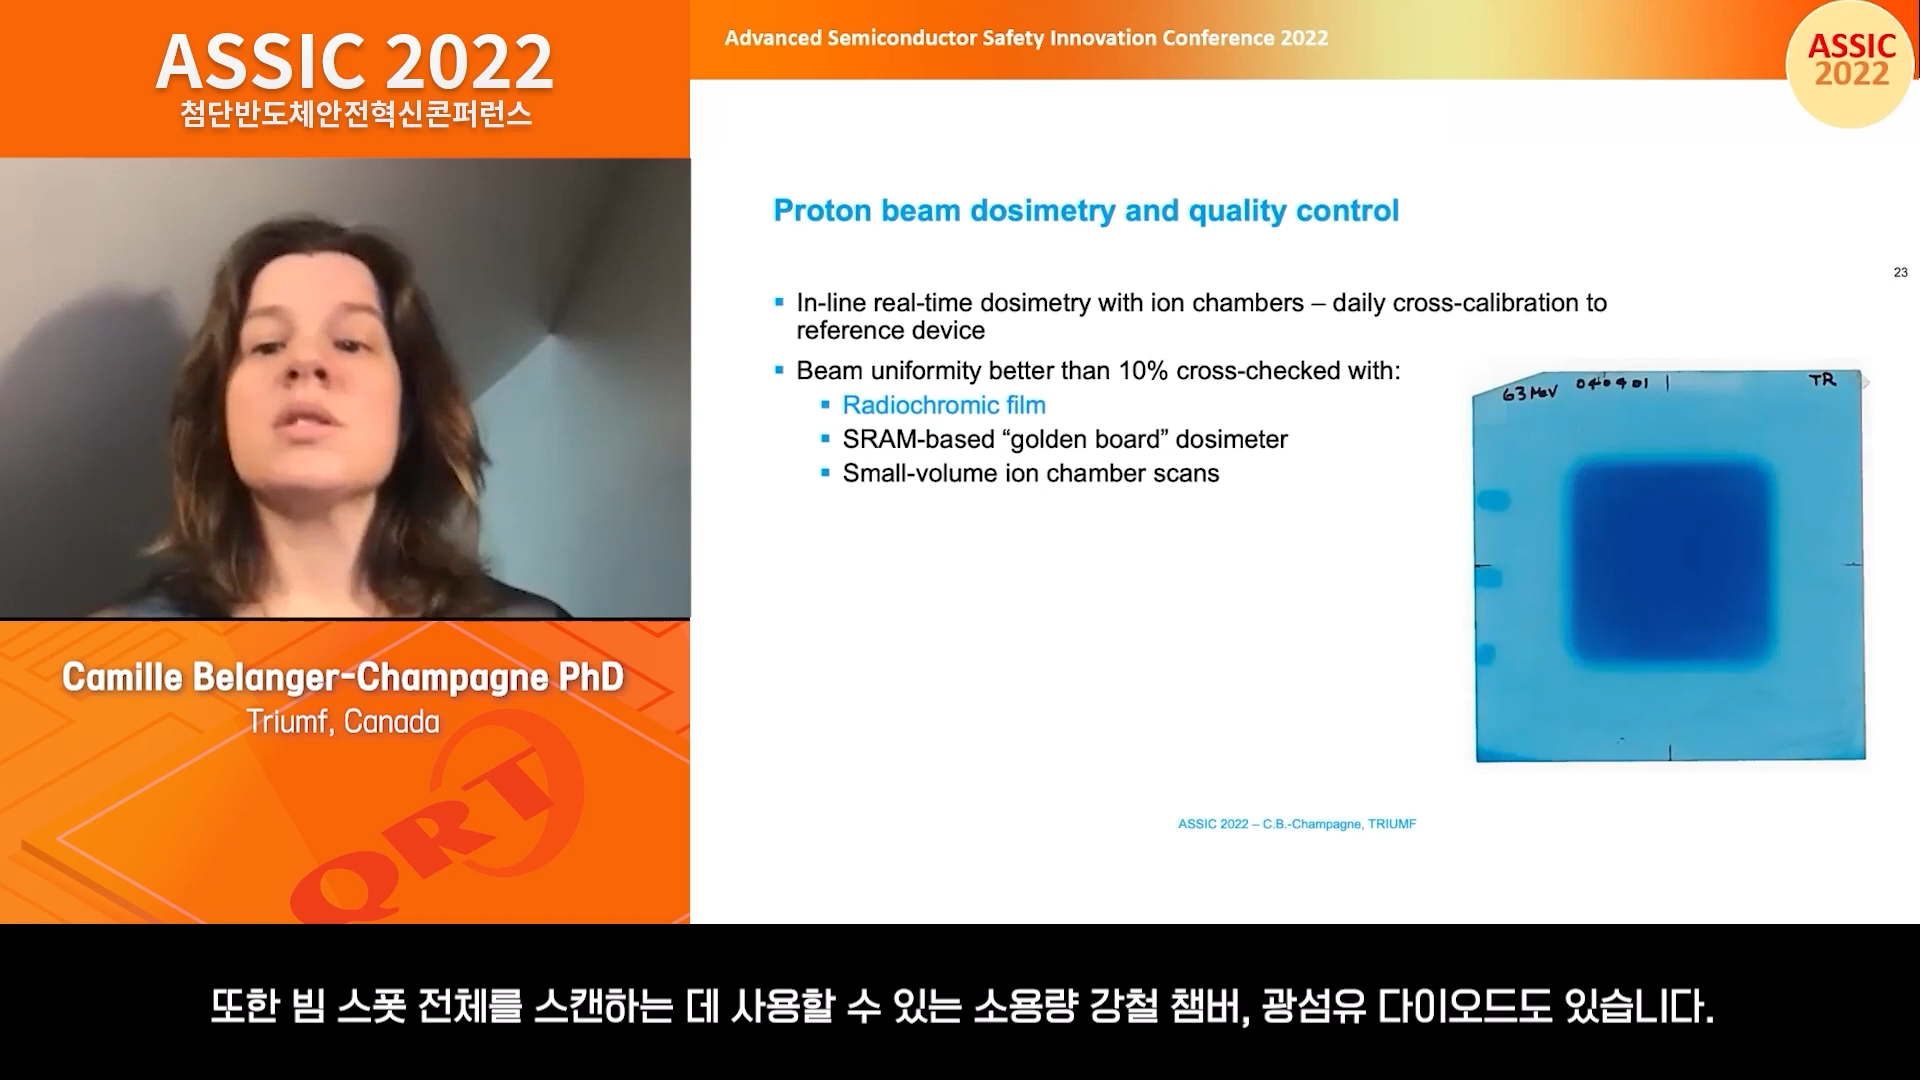 ASSIC 2022
첨단반도체안전혁신콘퍼런스
Camille Belanger-Champagne PhD
Triumf, Canada
QRT
Advanced Semiconductor Safety Innovation Conference 2022
ASSIC
2022
Proton beam dosimetry and quality control
23
In-line real-time dosimetry with ion chambers – daily cross-calibration to
reference device
Beam uniformity better than 10% cross-checked with:
Radiochromic film
SRAM-based “golden board” dosimeter
Small-volume ion chamber scans
63 MeV 040401 TR
ASSIC 2022 – C.B.-Champagne, TRIUMF
또한 빔 스폿 전체를 스캔하는 데 사용할 수 있는 소용량 강철 챔버, 광섬유 다이오드도 있습니다.